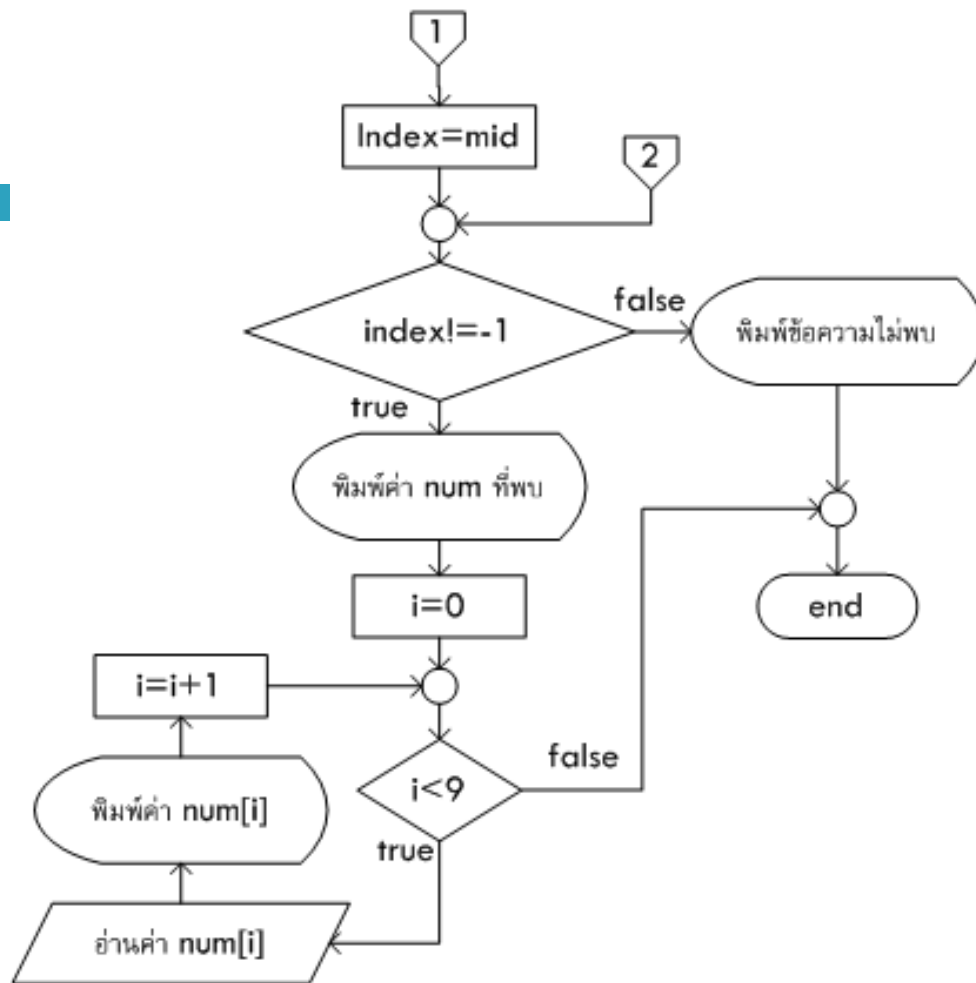 1
Index=mid
2
index!=-1
false
พิมพ์ข้อความไม่พบ
true
พิมพ์ค่า num ที่พบ
i=0
end
i=i+1
i<9
false
พิมพ์ค่า num[i]
true
อ่านค่า num[i]